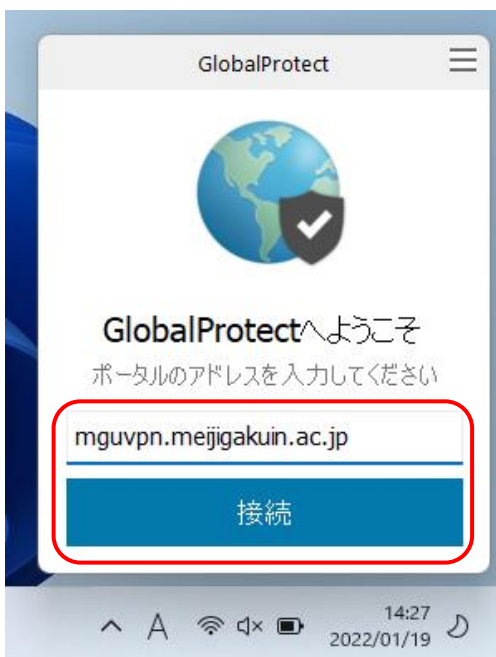 GlobalProtect
GlobalProtectへようこそ
ポータルのアドレスを入力してください
mguvpn.meijigakuin.ac.jp
接続
A
14:27
2022/01/19